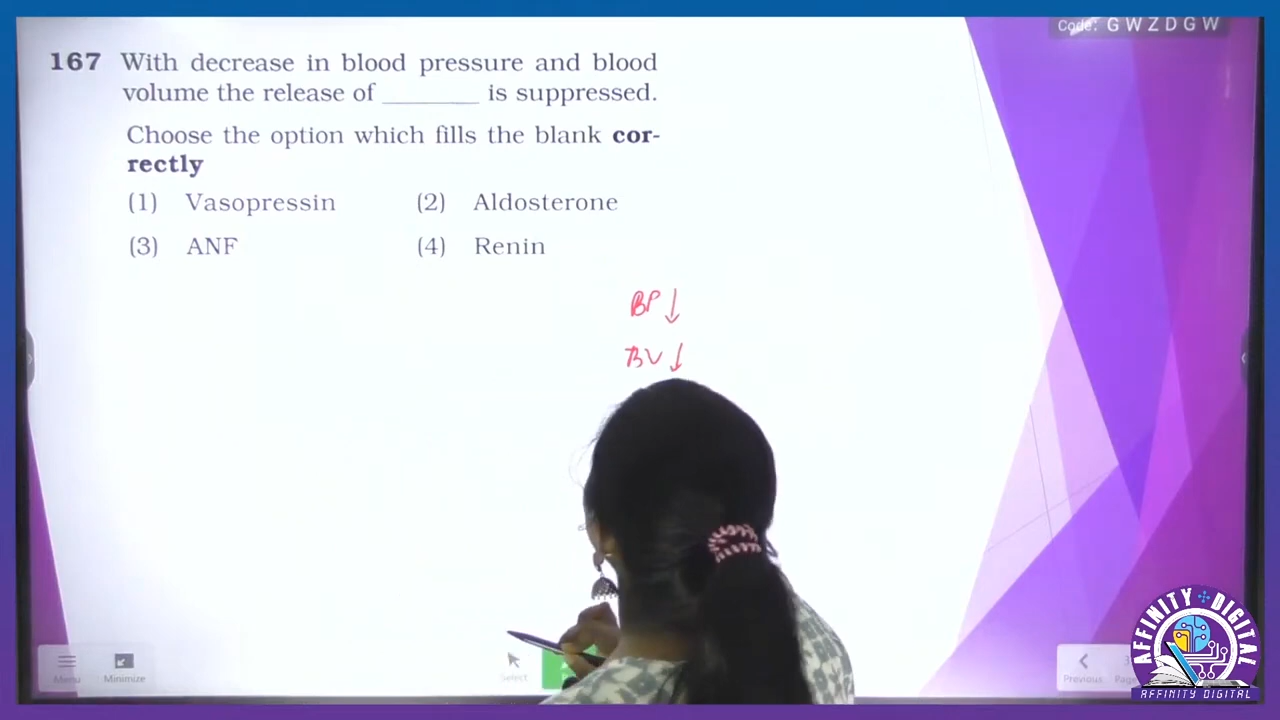 Code: G W Z D G W
167 With decrease in blood pressure and blood
volume the release of ________ is suppressed.
Choose the option which fills the blank cor-
rectly
(1) Vasopressin (2) Aldosterone
(3) ANF (4) Renin
BP↓
BV↓
Menu Minimize Select Previous Page
AFFINITY DIGITAL
AFFINITY DIGITAL